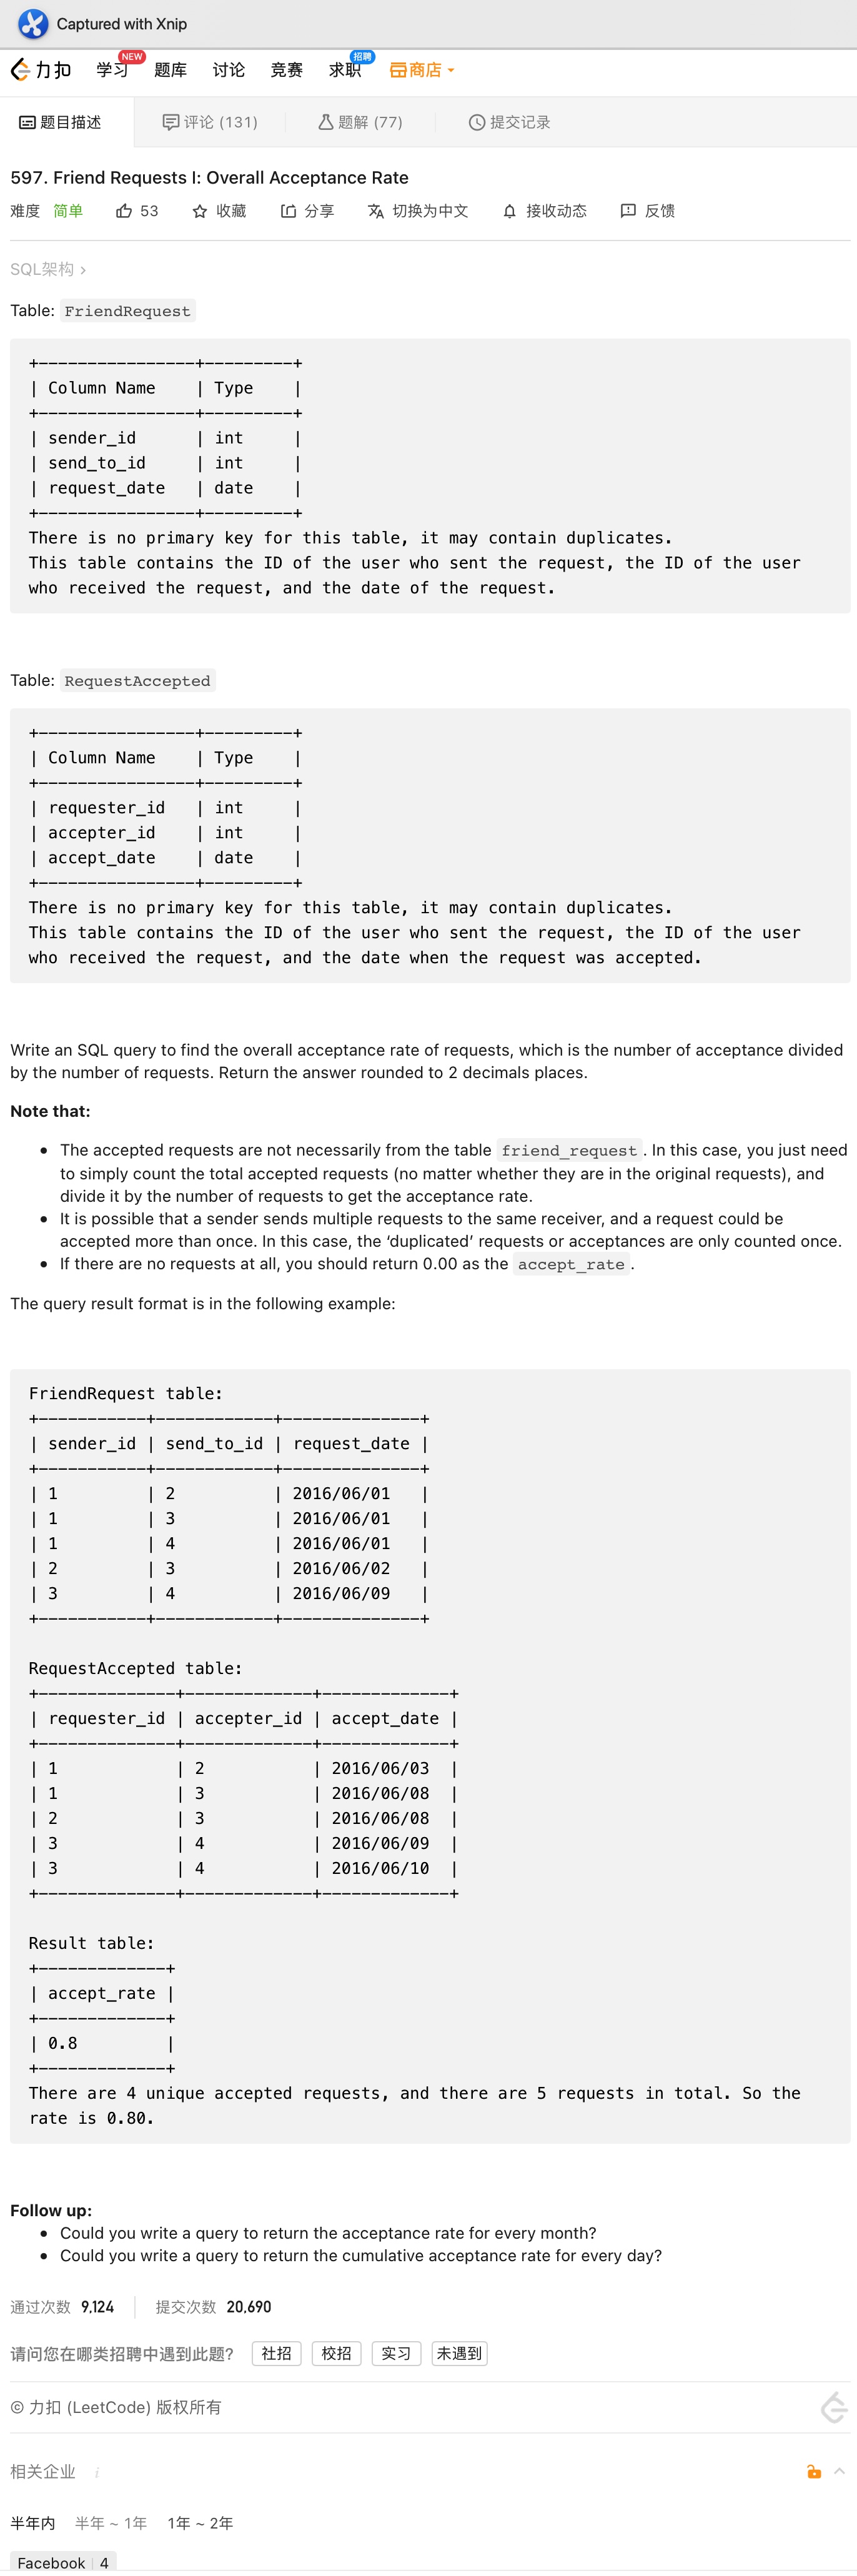 Captured with Xnip
力扣 学习 NEW 题库 讨论 竞赛 求职 招聘 商店
题目描述 评论 (131) 题解 (77) 提交记录
597. Friend Requests I: Overall Acceptance Rate
难度 简单 53 收藏 分享 切换为中文 接收动态 反馈
SQL架构 >
Table: FriendRequest
+----------------+---------+
| Column Name    | Type    |
+----------------+---------+
| sender_id      | int     |
| send_to_id     | int     |
| request_date   | date    |
+----------------+---------+
There is no primary key for this table, it may contain duplicates.
This table contains the ID of the user who sent the request, the ID of the user
who received the request, and the date of the request.
Table: RequestAccepted
+----------------+---------+
| Column Name    | Type    |
+----------------+---------+
| requester_id   | int     |
| accepter_id    | int     |
| accept_date    | date    |
+----------------+---------+
There is no primary key for this table, it may contain duplicates.
This table contains the ID of the user who sent the request, the ID of the user
who received the request, and the date when the request was accepted.
Write an SQL query to find the overall acceptance rate of requests, which is the number of acceptance divided
by the number of requests. Return the answer rounded to 2 decimals places.
Note that:
• The accepted requests are not necessarily from the table friend_request. In this case, you just need
to simply count the total accepted requests (no matter whether they are in the original requests), and
divide it by the number of requests to get the acceptance rate.
• It is possible that a sender sends multiple requests to the same receiver, and a request could be
accepted more than once. In this case, the ‘duplicated’ requests or acceptances are only counted once.
• If there are no requests at all, you should return 0.00 as the accept_rate.
The query result format is in the following example:
FriendRequest table:
+-----------+------------+--------------+
| sender_id | send_to_id | request_date |
+-----------+------------+--------------+
| 1         | 2          | 2016/06/01   |
| 1         | 3          | 2016/06/01   |
| 1         | 4          | 2016/06/01   |
| 2         | 3          | 2016/06/02   |
| 3         | 4          | 2016/06/09   |
+-----------+------------+--------------+
RequestAccepted table:
+--------------+-------------+-------------+
| requester_id | accepter_id | accept_date |
+--------------+-------------+-------------+
| 1            | 2           | 2016/06/03  |
| 1            | 3           | 2016/06/08  |
| 2            | 3           | 2016/06/08  |
| 3            | 4           | 2016/06/09  |
| 3            | 4           | 2016/06/10  |
+--------------+-------------+-------------+
Result table:
+-------------+
| accept_rate |
+-------------+
| 0.8         |
+-------------+
There are 4 unique accepted requests, and there are 5 requests in total. So the
rate is 0.80.
Follow up:
• Could you write a query to return the acceptance rate for every month?
• Could you write a query to return the cumulative acceptance rate for every day?
通过次数 9,124 提交次数 20,690
请问您在哪类招聘中遇到此题? 社招 校招 实习 未遇到
© 力扣 (LeetCode) 版权所有
相关企业 i
半年内 半年 ~ 1年 1年 ~ 2年
Facebook | 4